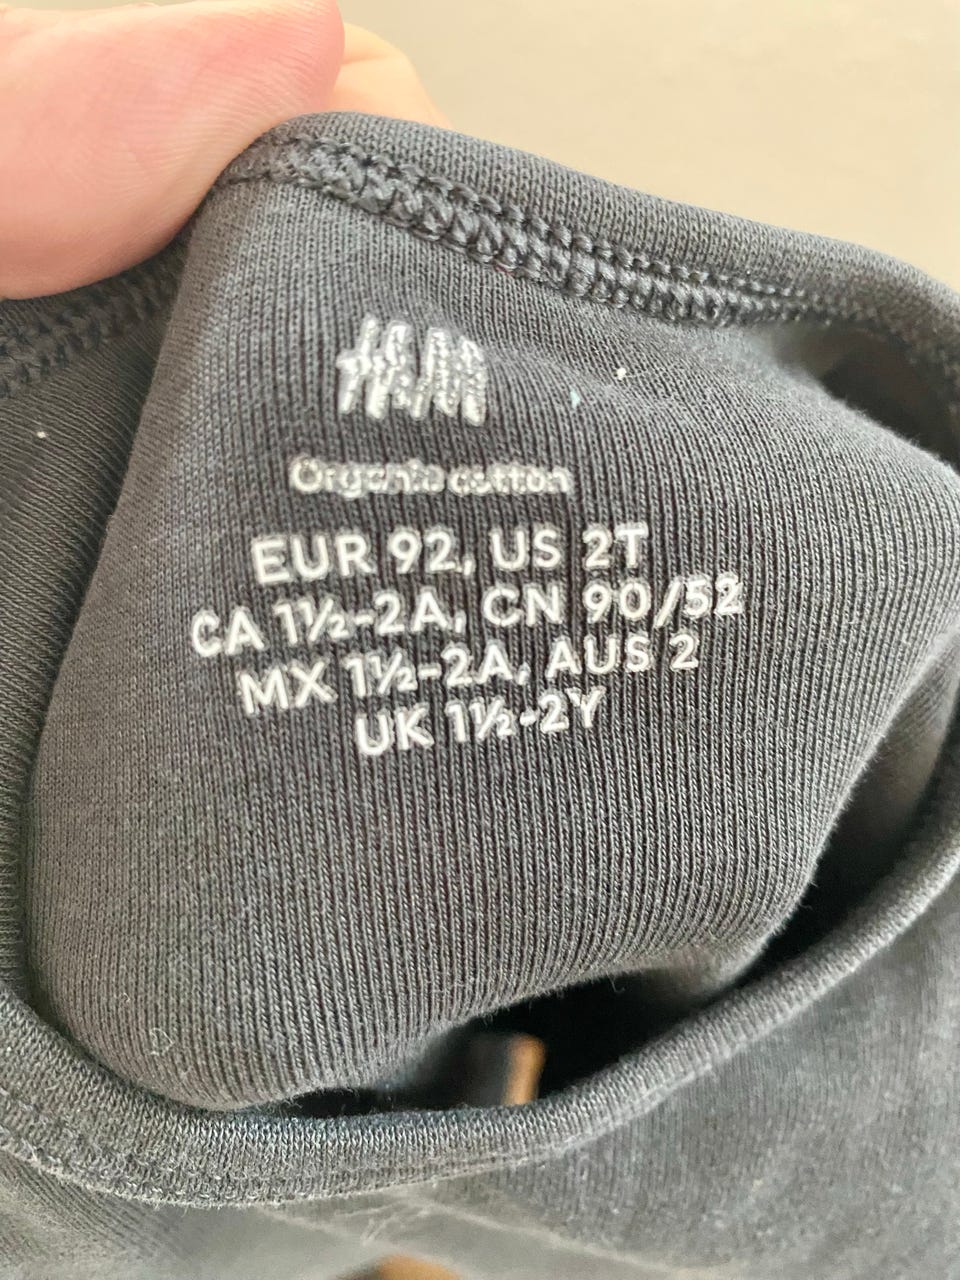 H&M
Organic cotton
EUR 92, US 2T
CA 1½-2A, CN 90/52
MX 1½-2A, AUS 2
UK 1½-2Y